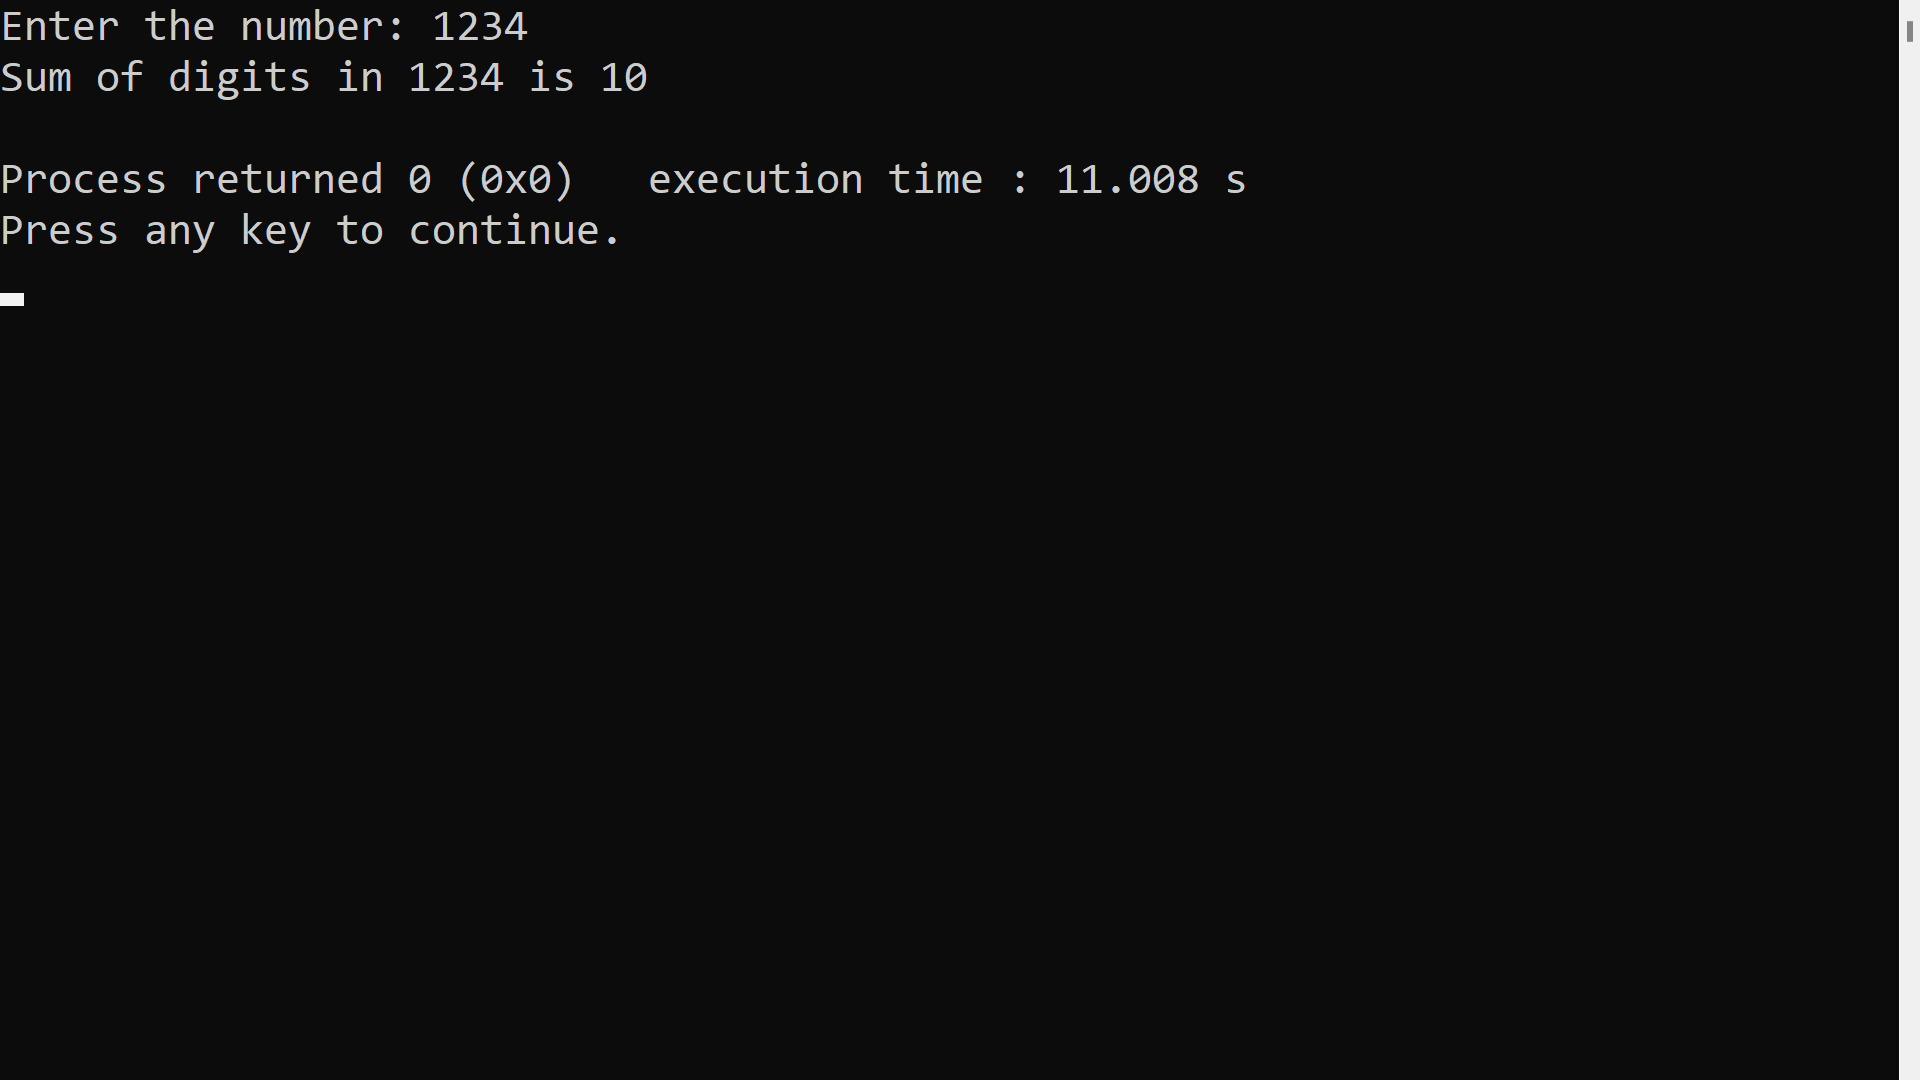 Enter the number: 1234
Sum of digits in 1234 is 10
Process returned 0 (0x0)   execution time : 11.008 s
Press any key to continue.